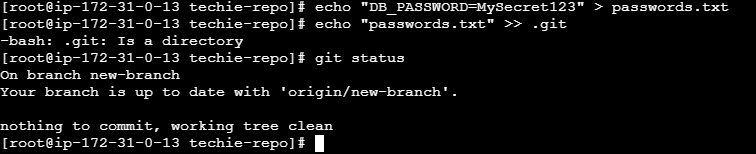 [root@ip-172-31-0-13 techie-repo]# echo "DB_PASSWORD=MySecret123" > passwords.txt
[root@ip-172-31-0-13 techie-repo]# echo "passwords.txt" >> .git
-bash: .git: Is a directory
[root@ip-172-31-0-13 techie-repo]# git status
On branch new-branch
Your branch is up to date with 'origin/new-branch'.

nothing to commit, working tree clean
[root@ip-172-31-0-13 techie-repo]#